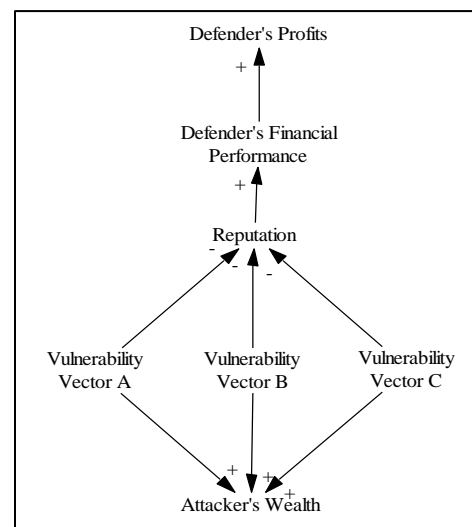 Defender's Profits
+
Defender's Financial
Performance
+
Reputation
- - -
Vulnerability Vulnerability Vulnerability
Vector A Vector B Vector C
+ + +
Attacker's Wealth